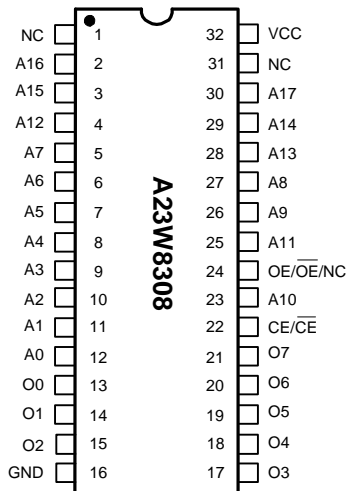 NC 1 32 VCC
A16 2 31 NC
A15 3 30 A17
A12 4 29 A14
A7 5 28 A13
A6 6 27 A8
A5 7 26 A9
A4 8 25 A11
A3 9 24 OE/O̅E̅/NC
A2 10 23 A10
A1 11 22 CE/C̅E̅
A0 12 21 O7
O0 13 20 O6
O1 14 19 O5
O2 15 18 O4
GND 16 17 O3
A23W8308